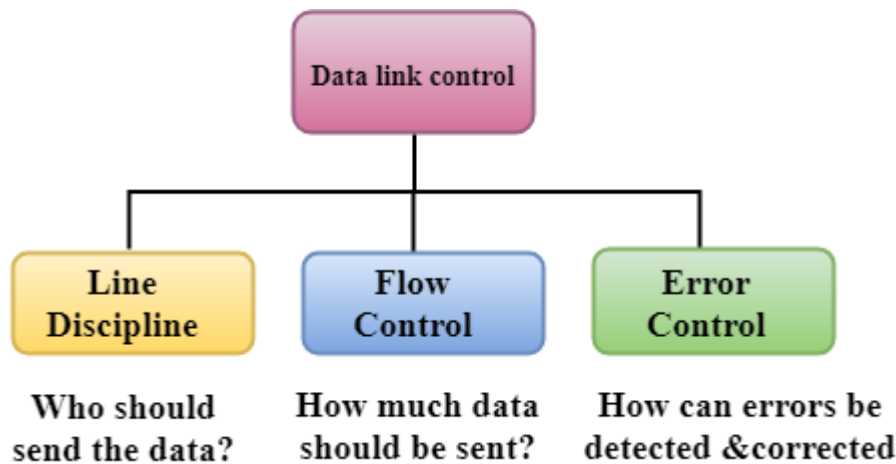 Data link control
Line
Discipline
Flow
Control
Error
Control
Who should
send the data?
How much data
should be sent?
How can errors be
detected &corrected